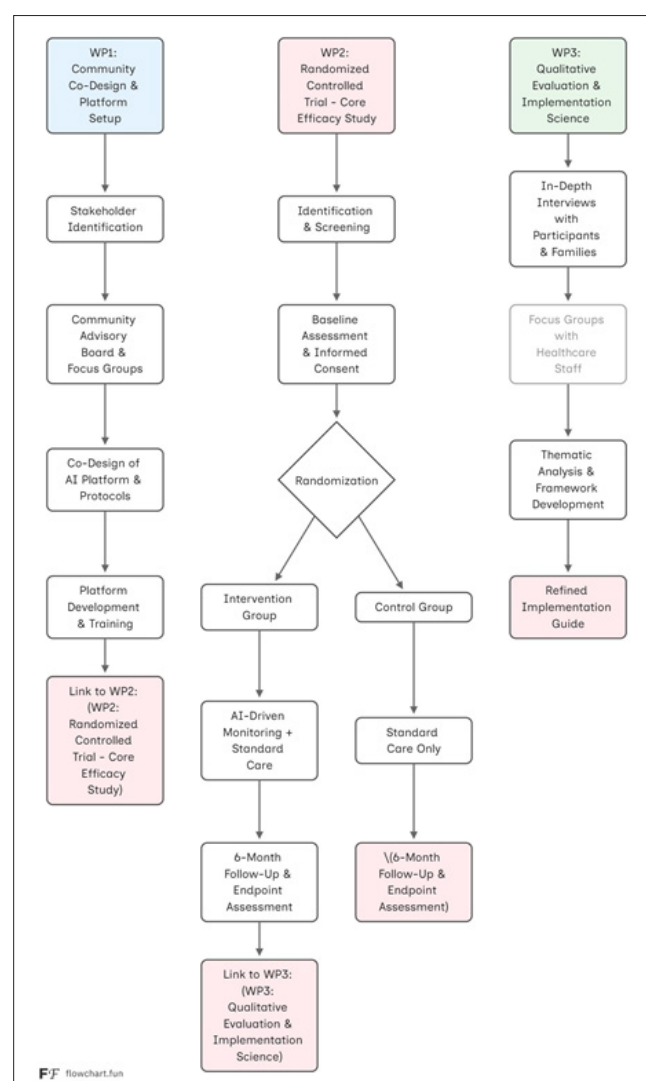 WP1:
Community
Co-Design &
Platform
Setup
Stakeholder
Identification
Community
Advisory
Board &
Focus Groups
Co-Design of
AI Platform &
Protocols
Platform
Development
& Training
Link to WP2:
(WP2:
Randomized
Controlled
Trial - Core
Efficacy
Study)
WP2:
Randomized
Controlled
Trial - Core
Efficacy Study
Identification
& Screening
Baseline
Assessment
& Informed
Consent
Randomization
Intervention
Group
AI-Driven
Monitoring +
Standard
Care
6-Month
Follow-Up &
Endpoint
Assessment
Link to WP3:
(WP3:
Qualitative
Evaluation &
Implementation
Science)
Control Group
Standard
Care Only
\(6-Month
Follow-Up &
Endpoint
Assessment)
WP3:
Qualitative
Evaluation &
Implementation
Science
In-Depth
Interviews
with
Participants
& Families
Focus Groups
with
Healthcare
Staff
Thematic
Analysis &
Framework
Development
Refined
Implementation
Guide
FF flowchart.fun